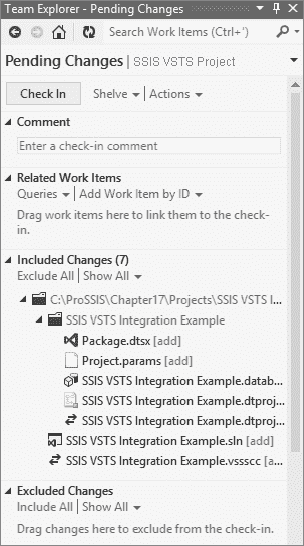 Team Explorer - Pending Changes
Search Work Items (Ctrl+')
Pending Changes | SSIS VSTS Project
Check In Shelve | Actions
Comment
Enter a check-in comment
Related Work Items
Queries | Add Work Item by ID
Drag work items here to link them to the check-
in.
Included Changes (7)
Exclude All | Show All
C:\ProSSIS\Chapter17\Projects\SSIS VSTS I...
SSIS VSTS Integration Example
Package.dtsx [add]
Project.params [add]
SSIS VSTS Integration Example.datab...
SSIS VSTS Integration Example.dtproj...
SSIS VSTS Integration Example.dtproj...
SSIS VSTS Integration Example.sln [add]
SSIS VSTS Integration Example.vssscc [a...
Excluded Changes
Include All | Show All
Drag changes here to exclude from the check-in.